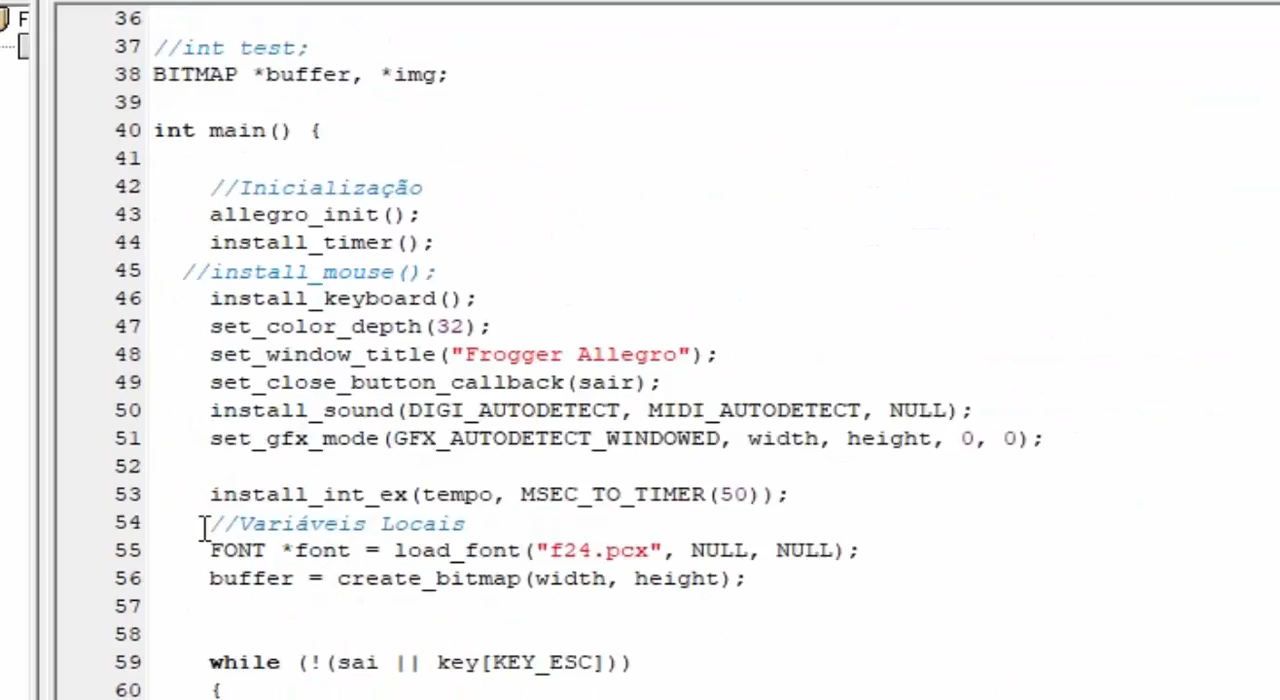 F
36
37 //int test;
38 BITMAP *buffer, *img;
39
40 int main() {
41
42 //Inicialização
43 allegro_init();
44 install_timer();
45 //install_mouse();
46 install_keyboard();
47 set_color_depth(32);
48 set_window_title("Frogger Allegro");
49 set_close_button_callback(sair);
50 install_sound(DIGI_AUTODETECT, MIDI_AUTODETECT, NULL);
51 set_gfx_mode(GFX_AUTODETECT_WINDOWED, width, height, 0, 0);
52
53 install_int_ex(tempo, MSEC_TO_TIMER(50));
54 //Variáveis Locais
55 FONT *font = load_font("f24.pcx", NULL, NULL);
56 buffer = create_bitmap(width, height);
57
58
59 while (!(sai || key[KEY_ESC]))
60 {